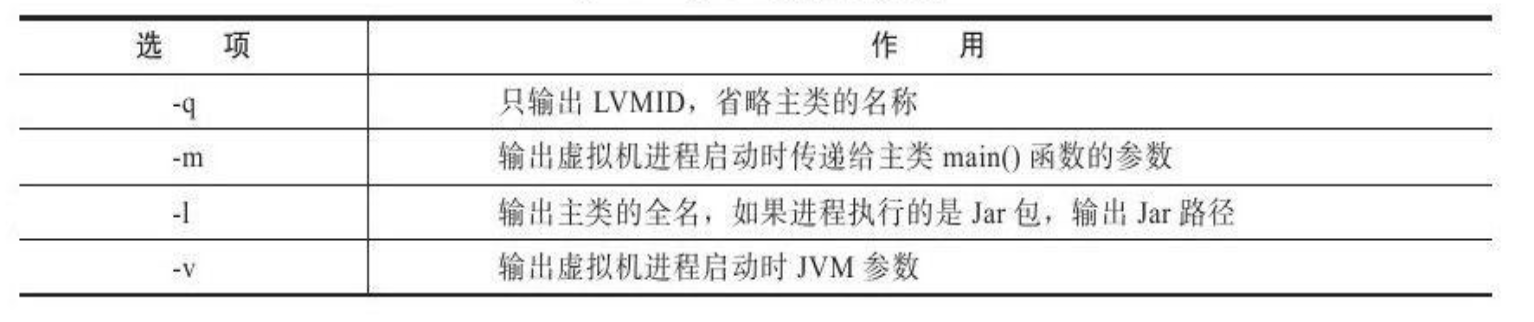 选 项 作 用
-q 只输出 LVMID，省略主类的名称
-m 输出虚拟机进程启动时传递给主类 main() 函数的参数
-l 输出主类的全名，如果进程执行的是 Jar 包，输出 Jar 路径
-v 输出虚拟机进程启动时 JVM 参数